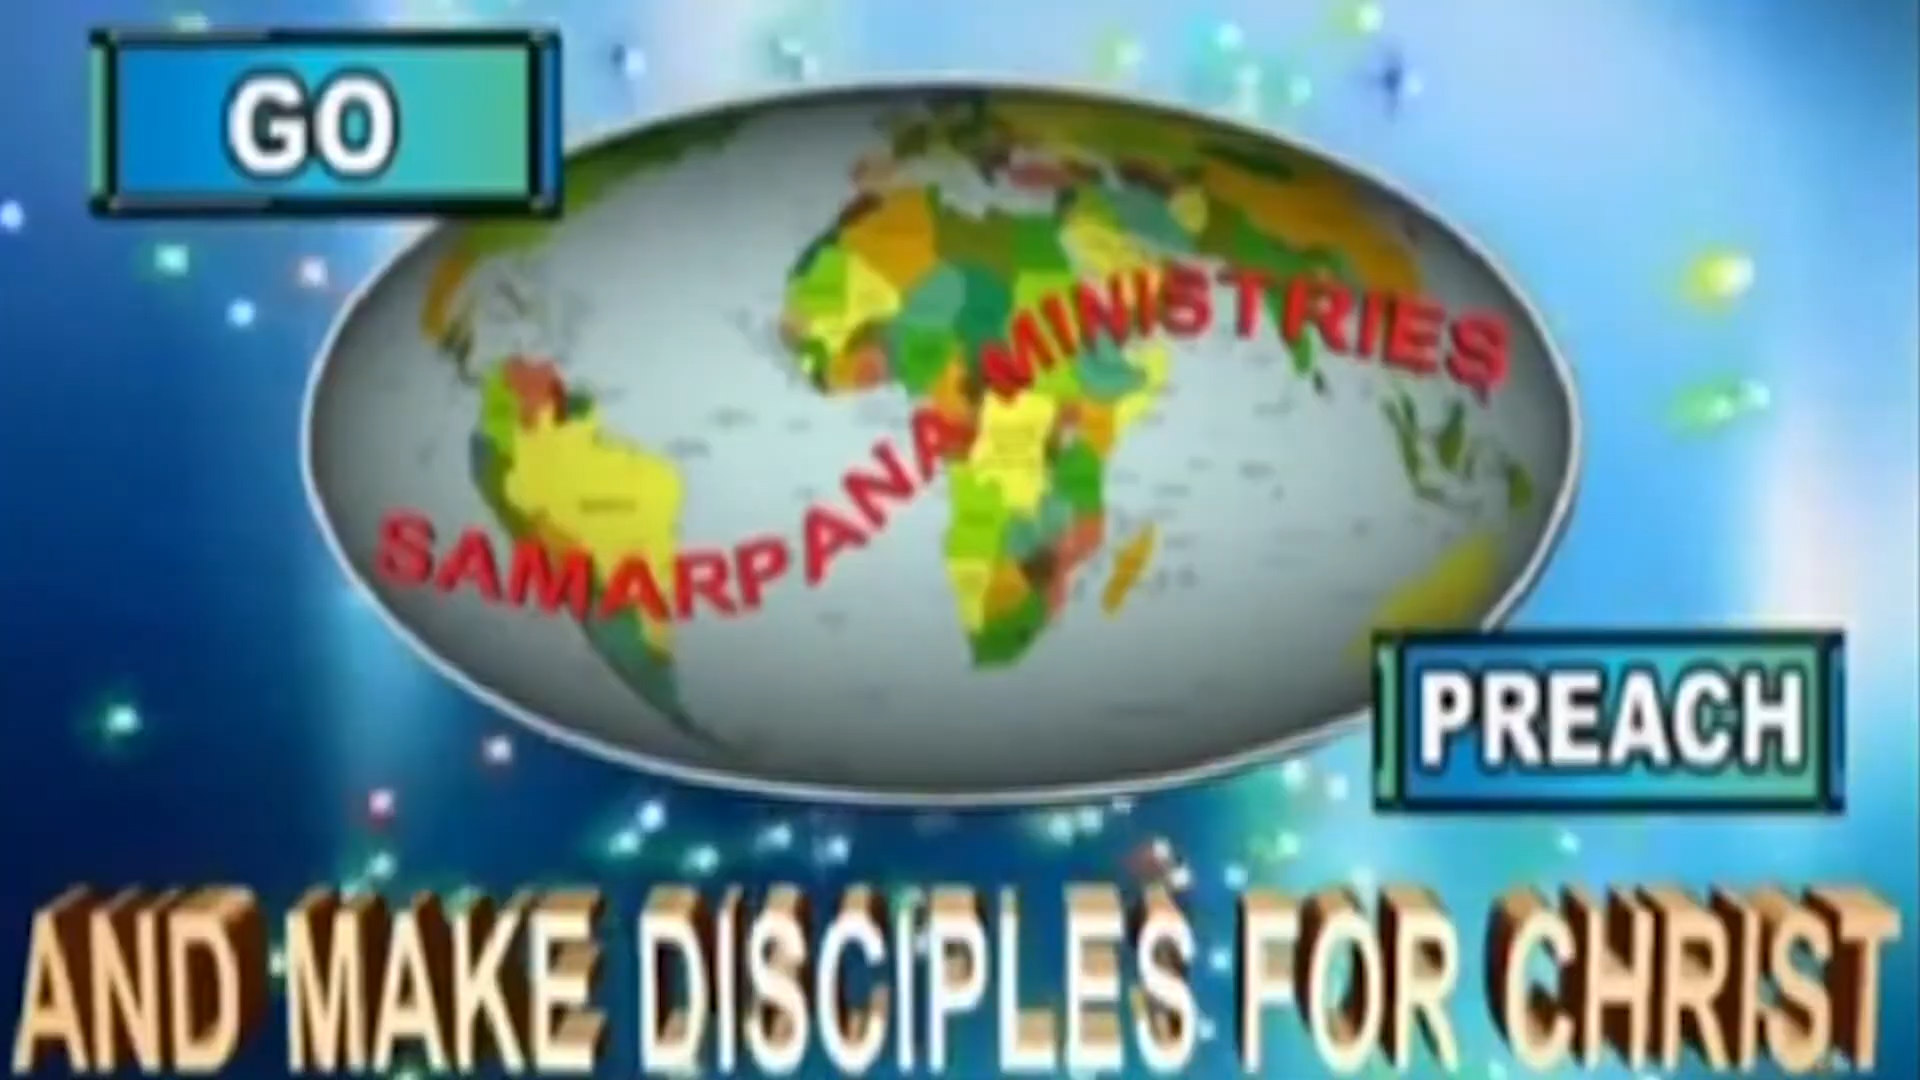 GO
SAMARPANA MINISTRIES
PREACH
AND MAKE DISCIPLES FOR CHRIST